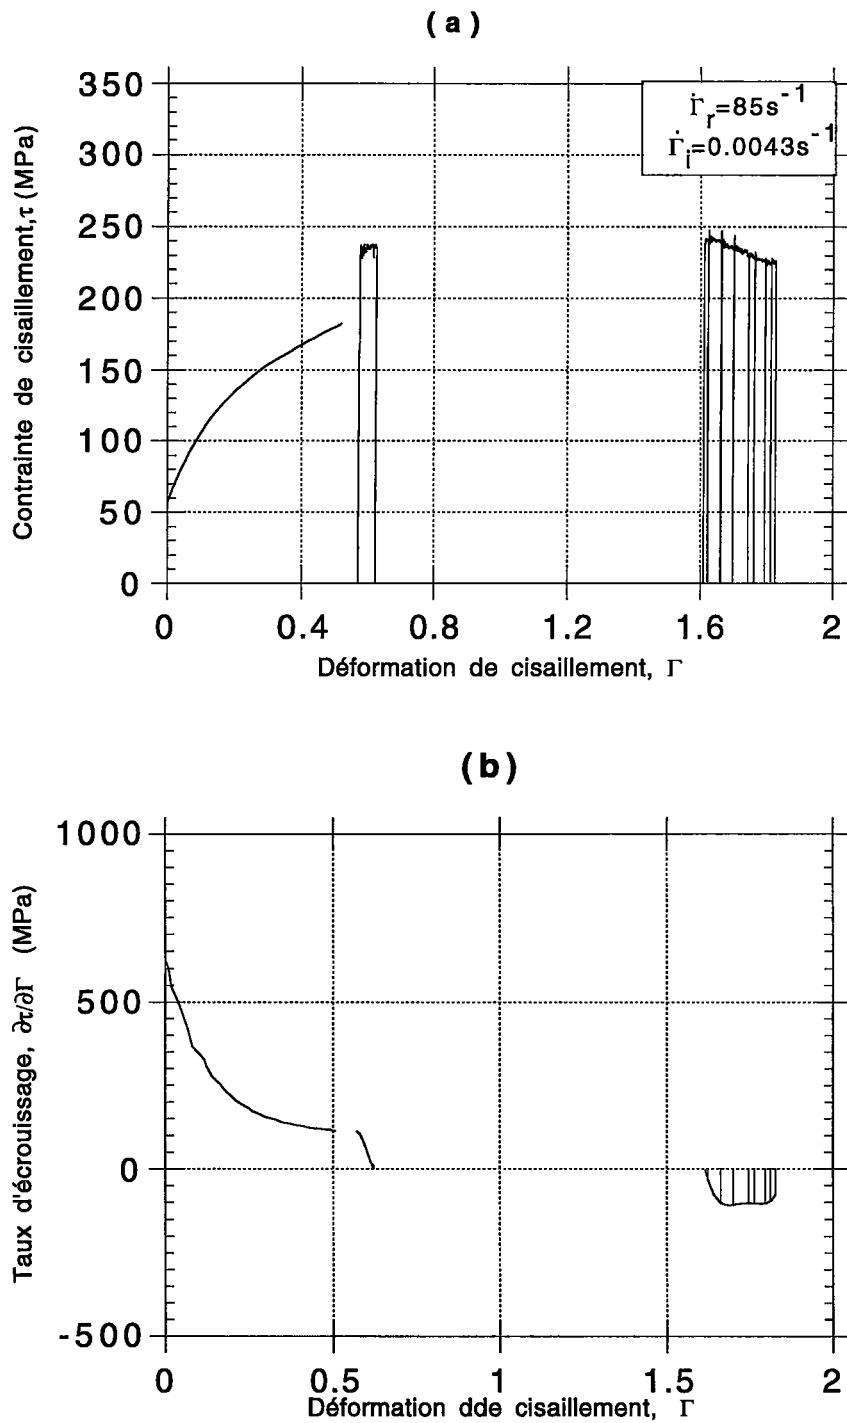 (a)
350
300
250
200
150
100
50
0
Contrainte de cisaillement,τ (MPa)
Γ̇r=85s-1
Γ̇i=0.0043s-1
0 0.4 0.8 1.2 1.6 2
Déformation de cisaillement, Γ
(b)
1000
500
0
-500
Taux d'écrouissage, ∂τ/∂Γ (MPa)
0 0.5 1 1.5 2
Déformation dde cisaillement, Γ